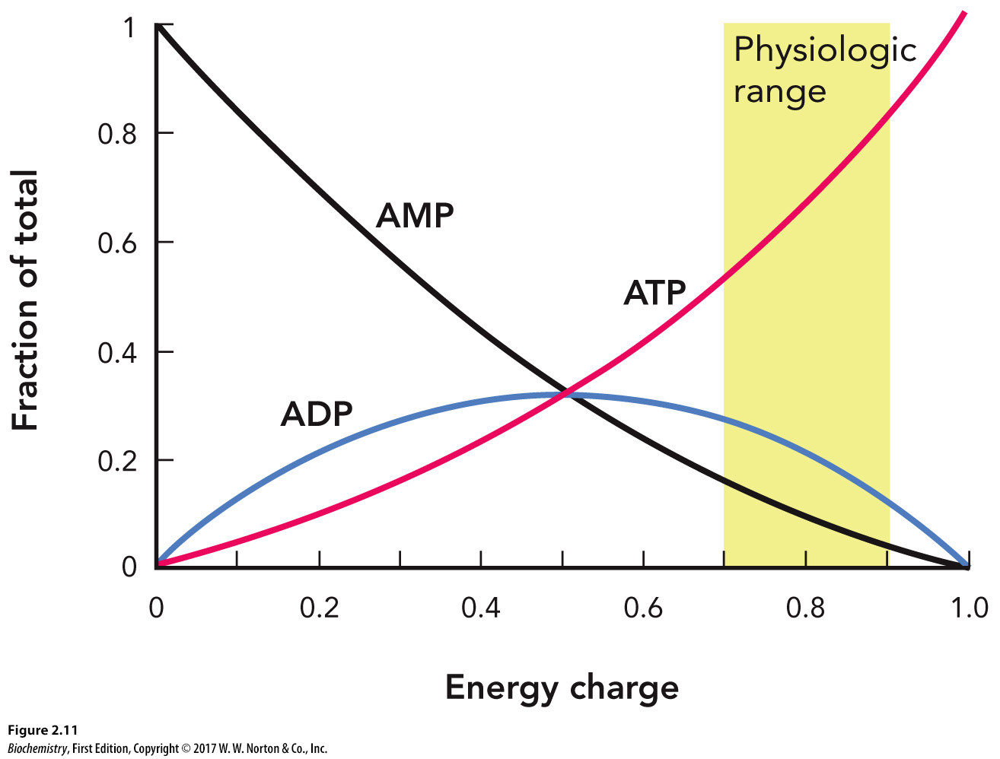 1
Physiologic
range
0.8
AMP
0.6
ATP
0.4
ADP
0.2
0
Fraction of total
0 0.2 0.4 0.6 0.8 1.0
Energy charge
Figure 2.11
Biochemistry, First Edition, Copyright © 2017 W. W. Norton & Co., Inc.